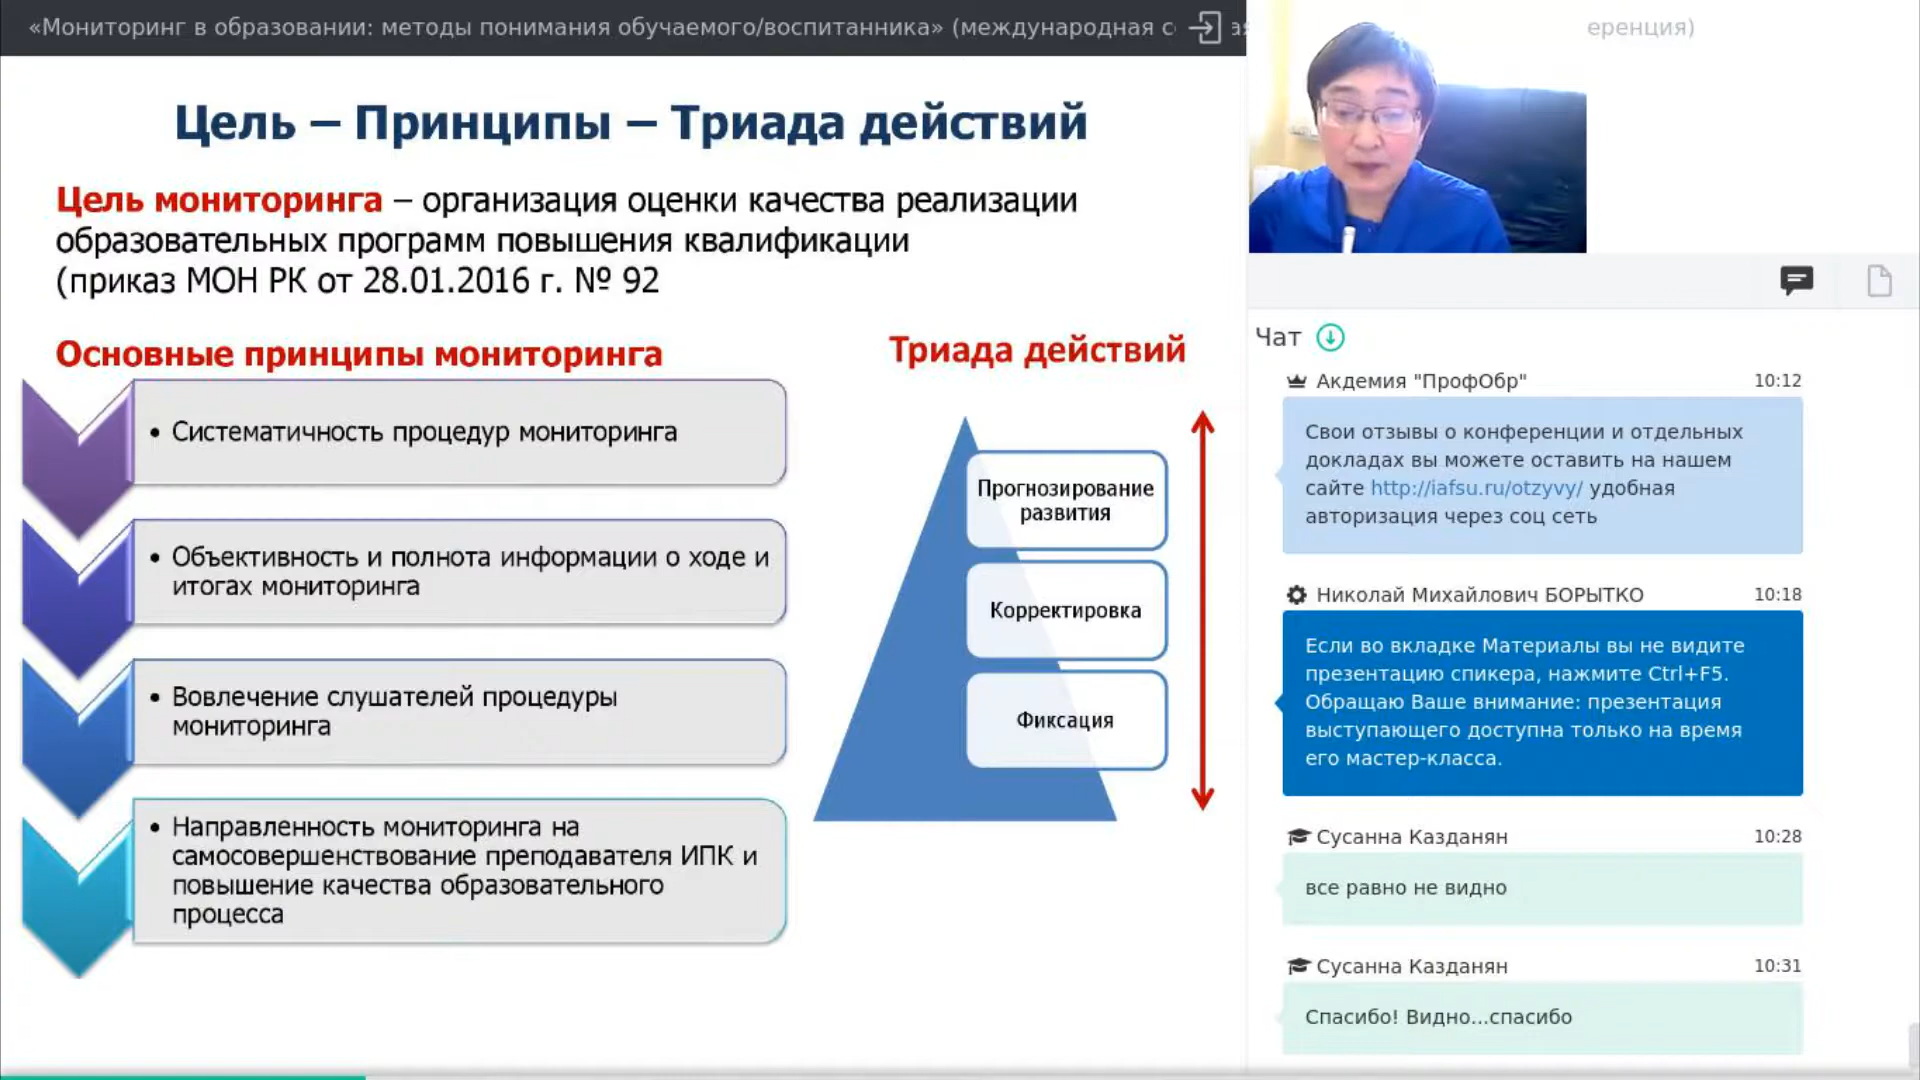 «Мониторинг в образовании: методы понимания обучаемого/воспитанника» (международная
еренция)
Цель – Принципы – Триада действий
Цель мониторинга – организация оценки качества реализации
образовательных программ повышения квалификации
(приказ МОН РК от 28.01.2016 г. № 92
Основные принципы мониторинга
• Систематичность процедур мониторинга
• Объективность и полнота информации о ходе и
итогах мониторинга
• Вовлечение слушателей процедуры
мониторинга
• Направленность мониторинга на
самосовершенствование преподавателя ИПК и
повышение качества образовательного
процесса
Триада действий
Прогнозирование
развития
Корректировка
Фиксация
Чат
Акдемия "ПрофОбр" 10:12
Свои отзывы о конференции и отдельных
докладах вы можете оставить на нашем
сайте http://iafsu.ru/otzyvy/ удобная
авторизация через соц сеть
Николай Михайлович БОРЫТКО 10:18
Если во вкладке Материалы вы не видите
презентацию спикера, нажмите Ctrl+F5.
Обращаю Ваше внимание: презентация
выступающего доступна только на время
его мастер-класса.
Сусанна Казданян 10:28
все равно не видно
Сусанна Казданян 10:31
Спасибо! Видно...спасибо